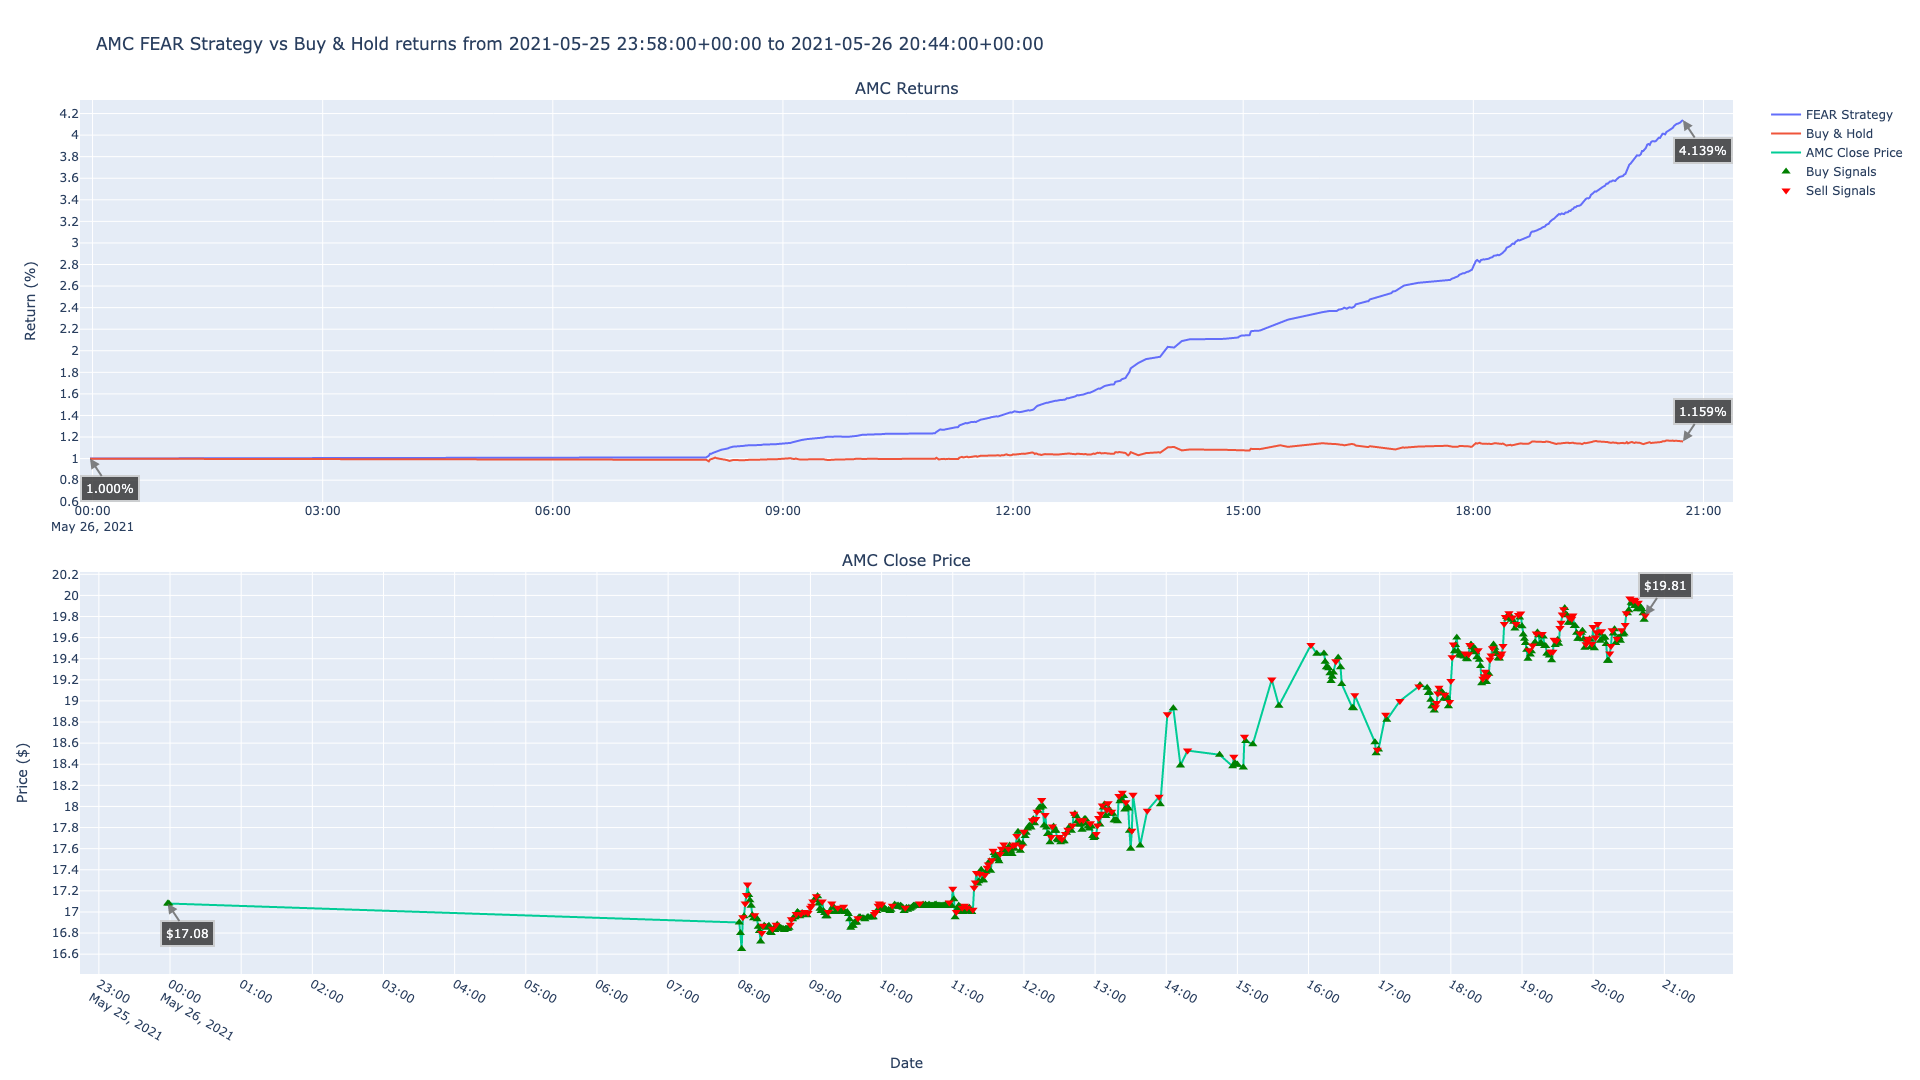 AMC FEAR Strategy vs Buy & Hold returns from 2021-05-25 23:58:00+00:00 to 2021-05-26 20:44:00+00:00
AMC Returns
4.2
4
3.8
3.6
3.4
3.2
3
2.8
2.6
2.4
2.2
2
1.8
1.6
1.4
1.2
1
0.8
0.6
Return (%)
4.139%
1.159%
1.000%
00:00 03:00 06:00 09:00 12:00 15:00 18:00 21:00
May 26, 2021
FEAR Strategy
Buy & Hold
AMC Close Price
Buy Signals
Sell Signals
AMC Close Price
20.2
20
19.8
19.6
19.4
19.2
19
18.8
18.6
18.4
18.2
18
17.8
17.6
17.4
17.2
17
16.8
16.6
Price ($)
$19.81
$17.08
23:00 00:00 01:00 02:00 03:00 04:00 05:00 06:00 07:00 08:00 09:00 10:00 11:00 12:00 13:00 14:00 15:00 16:00 17:00 18:00 19:00 20:00 21:00
May 25, 2021 May 26, 2021
Date